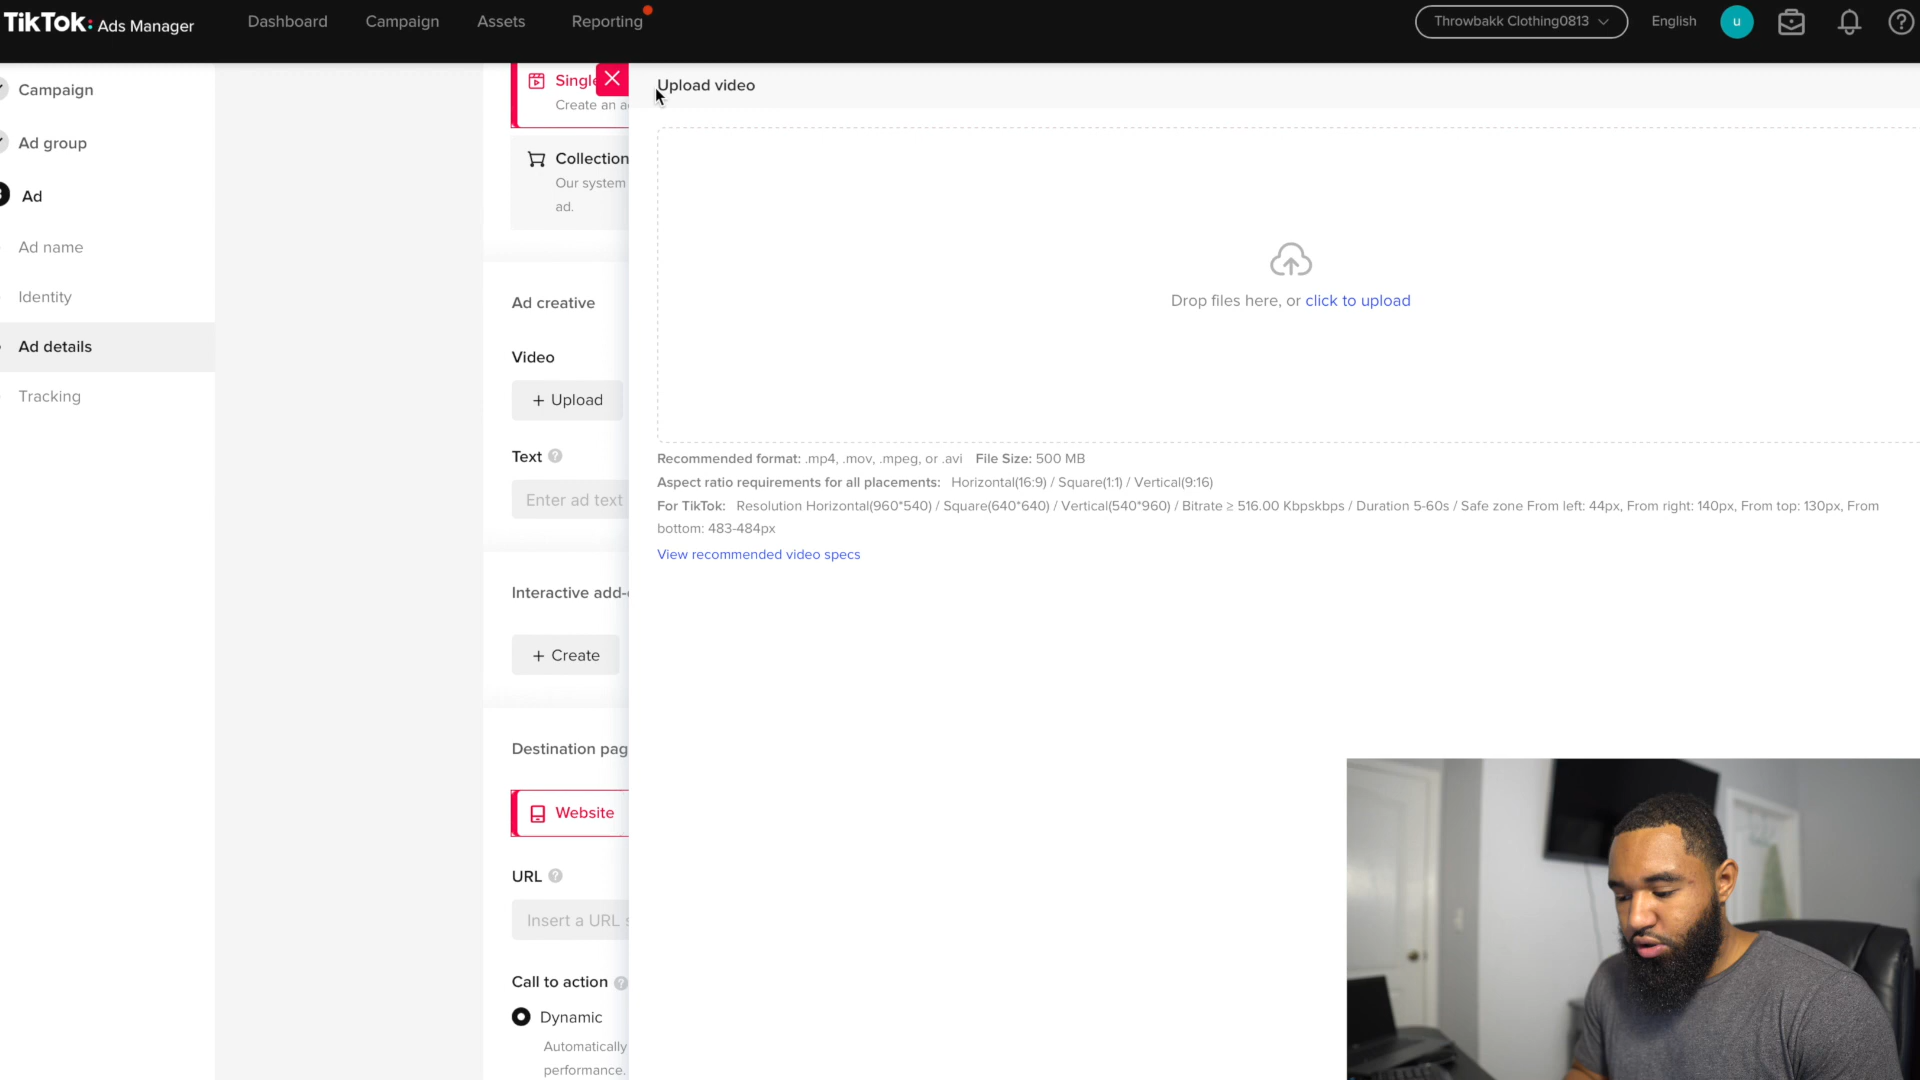 TikTok: Ads Manager
Dashboard
Campaign
Assets
Reporting
Throwbakk Clothing0813
English
u
Campaign
Ad group
Ad
Ad name
Identity
Ad details
Tracking
Single
Create an ad
Collection
Our system
ad.
Ad creative
Video
+ Upload
Text
Enter ad text
Interactive add-
+ Create
Destination pag
Website
URL
Insert a URL
Call to action
Dynamic
Automatically
performance.
Upload video
Drop files here, or click to upload
Recommended format: .mp4, .mov, .mpeg, or .avi File Size: 500 MB
Aspect ratio requirements for all placements: Horizontal(16:9) / Square(1:1) / Vertical(9:16)
For TikTok: Resolution Horizontal(960*540) / Square(640*640) / Vertical(540*960) / Bitrate ≥ 516.00 Kbpskbps / Duration 5-60s / Safe zone From left: 44px, From right: 140px, From top: 130px, From
bottom: 483-484px
View recommended video specs